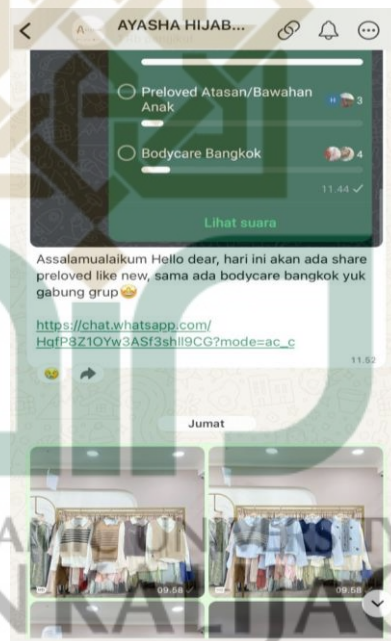 AYASHA HIJAB...
Preloved Atasan/Bawahan
Anak
3
Bodycare Bangkok
4
11.44
Lihat suara
Assalamualaikum Hello dear, hari ini akan ada share
preloved like new, sama ada bodycare bangkok yuk
gabung grup
https://chat.whatsapp.com/
HqfP8Z1OYw3ASf3shIl9CG?mode=ac_c
11.52
Jumat
09.58
09.58